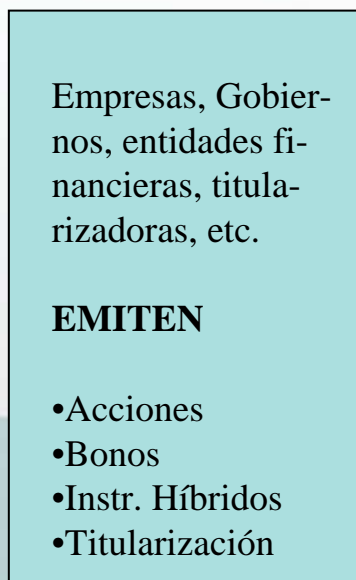 Empresas, Gobier-
nos, entidades fi-
nancieras, titula-
rizadoras, etc.
EMITEN
•Acciones
•Bonos
•Instr. Híbridos
•Titularización